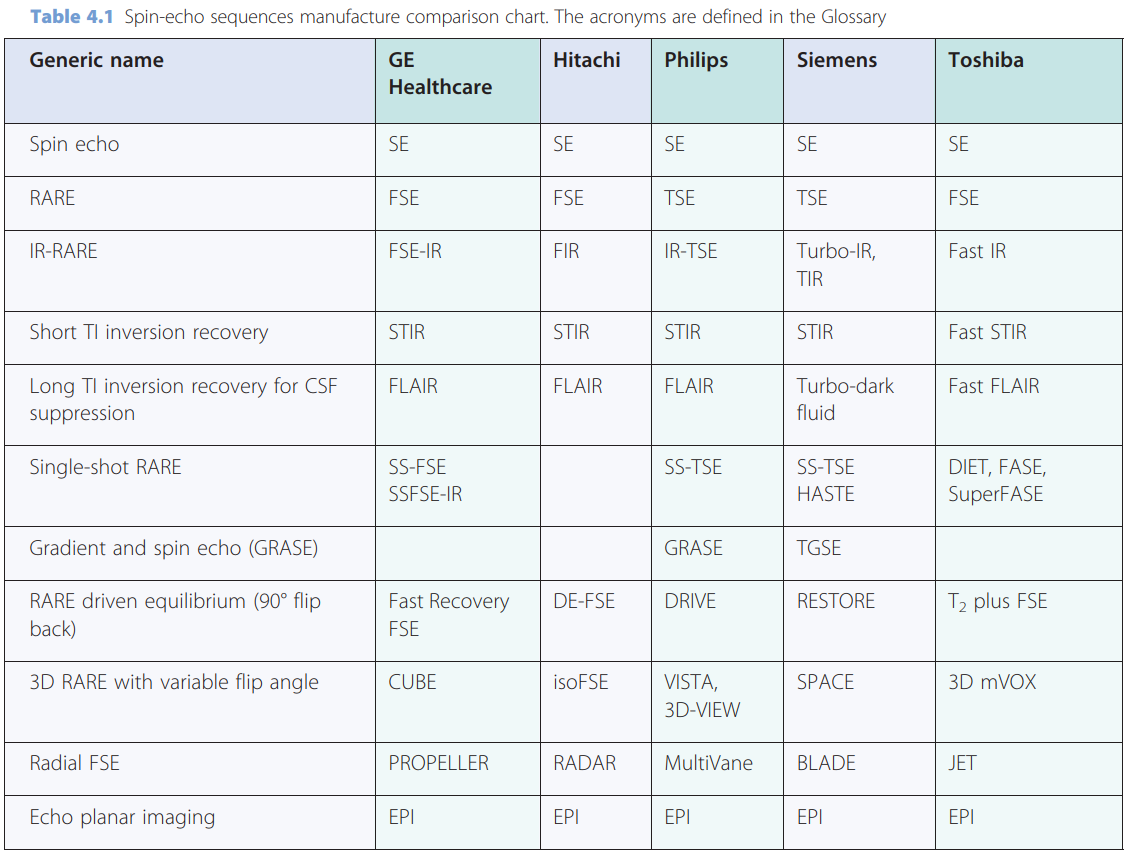 Table 4.1 Spin-echo sequences manufacture comparison chart. The acronyms are defined in the Glossary
Generic name GE Healthcare Hitachi Philips Siemens Toshiba
Spin echo SE SE SE SE SE
RARE FSE FSE TSE TSE FSE
IR-RARE FSE-IR FIR IR-TSE Turbo-IR, TIR Fast IR
Short TI inversion recovery STIR STIR STIR STIR Fast STIR
Long TI inversion recovery for CSF suppression FLAIR FLAIR FLAIR Turbo-dark fluid Fast FLAIR
Single-shot RARE SS-FSE SSFSE-IR SS-TSE SS-TSE HASTE DIET, FASE, SuperFASE
Gradient and spin echo (GRASE) GRASE TGSE
RARE driven equilibrium (90° flip back) Fast Recovery FSE DE-FSE DRIVE RESTORE T₂ plus FSE
3D RARE with variable flip angle CUBE isoFSE VISTA, 3D-VIEW SPACE 3D mVOX
Radial FSE PROPELLER RADAR MultiVane BLADE JET
Echo planar imaging EPI EPI EPI EPI EPI